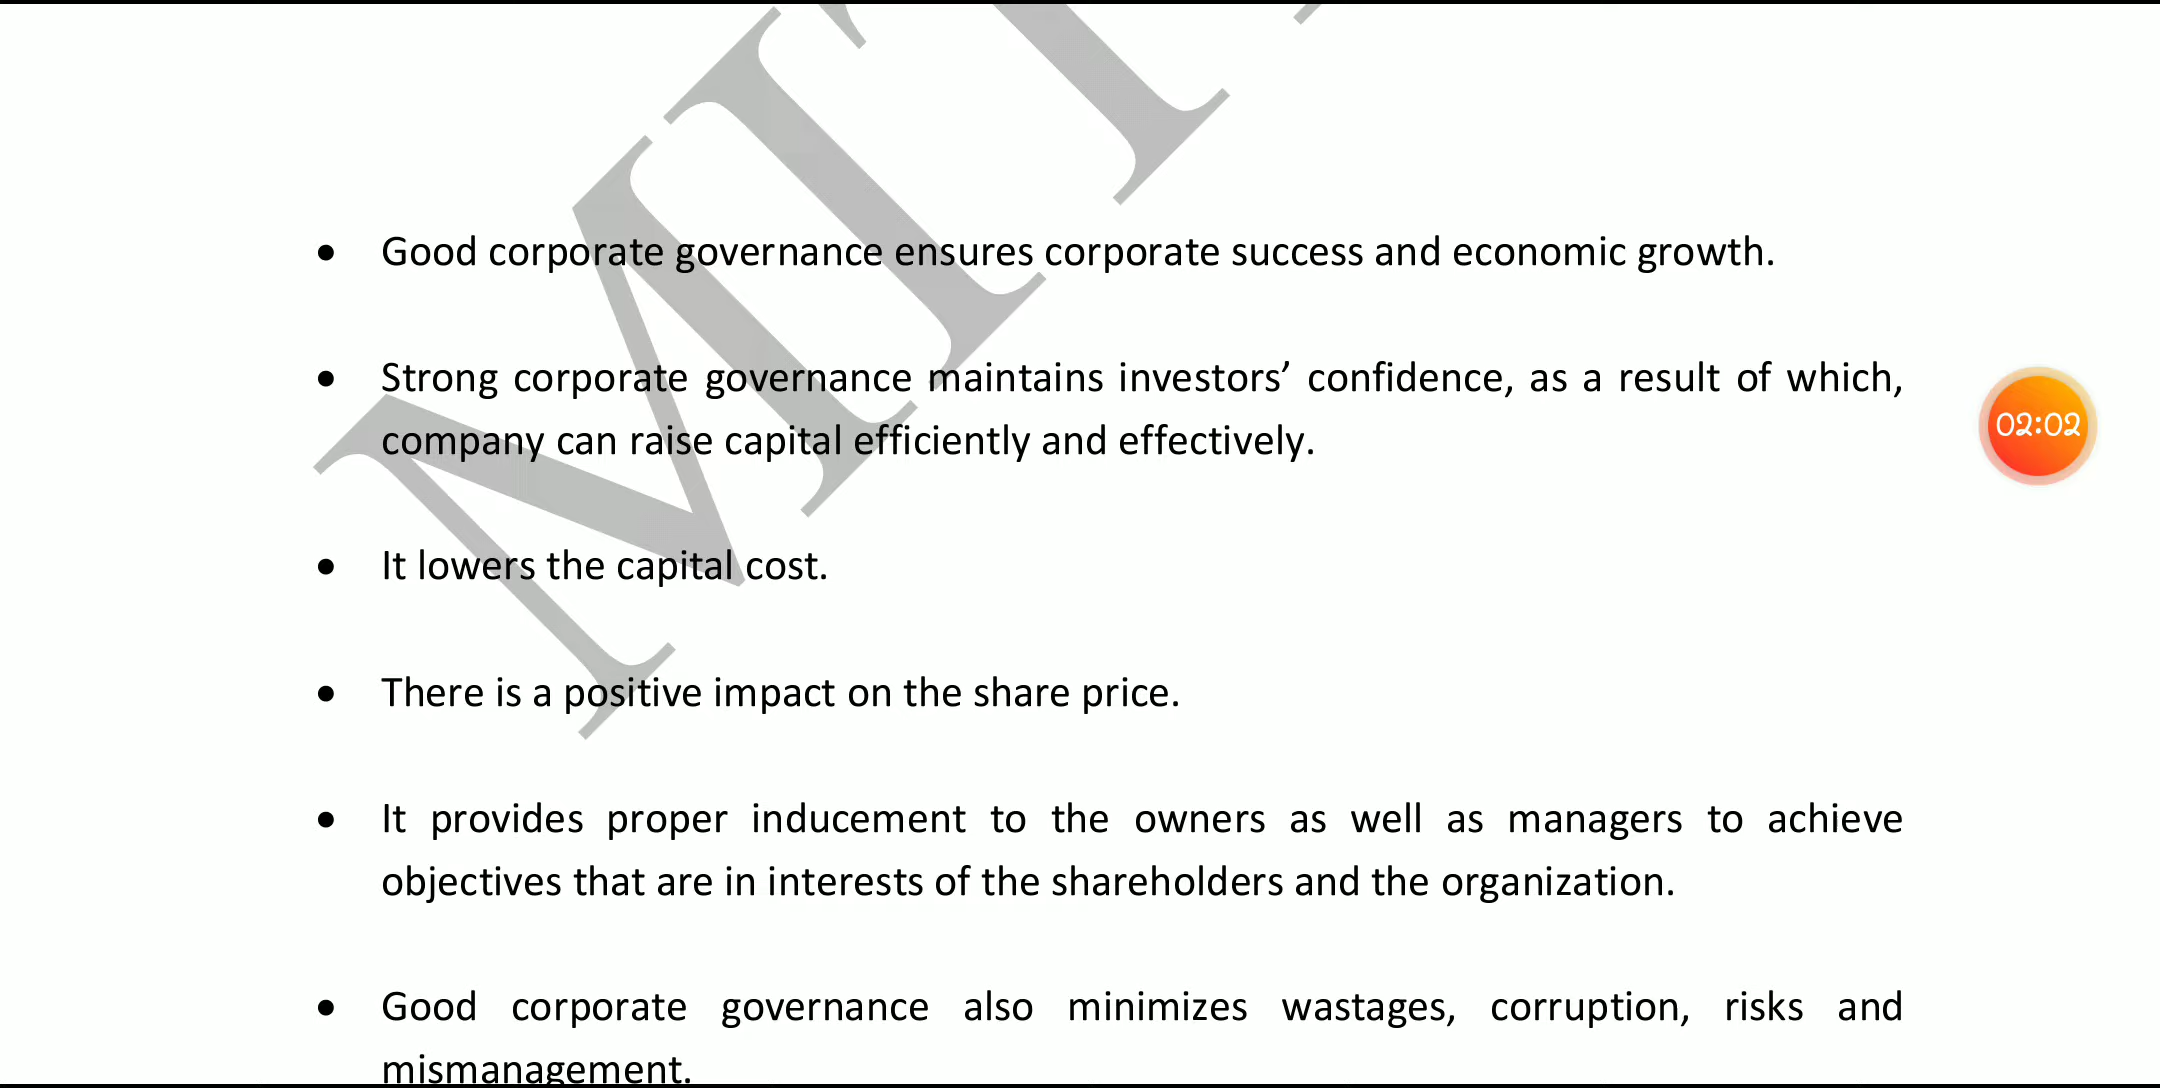 • Good corporate governance ensures corporate success and economic growth.
• Strong corporate governance maintains investors’ confidence, as a result of which,
company can raise capital efficiently and effectively.
02:02
• It lowers the capital cost.
• There is a positive impact on the share price.
• It provides proper inducement to the owners as well as managers to achieve
objectives that are in interests of the shareholders and the organization.
• Good corporate governance also minimizes wastages, corruption, risks and
mismanagement.